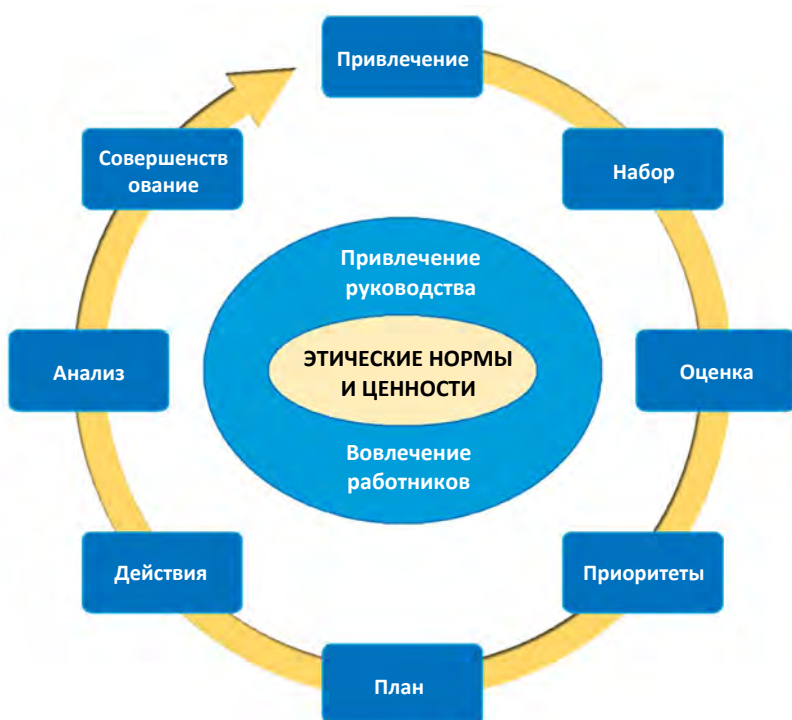 Привлечение
Набор
Оценка
Приоритеты
План
Действия
Анализ
Совершенств
ование
Привлечение
руководства
ЭТИЧЕСКИЕ НОРМЫ
И ЦЕННОСТИ
Вовлечение
работников